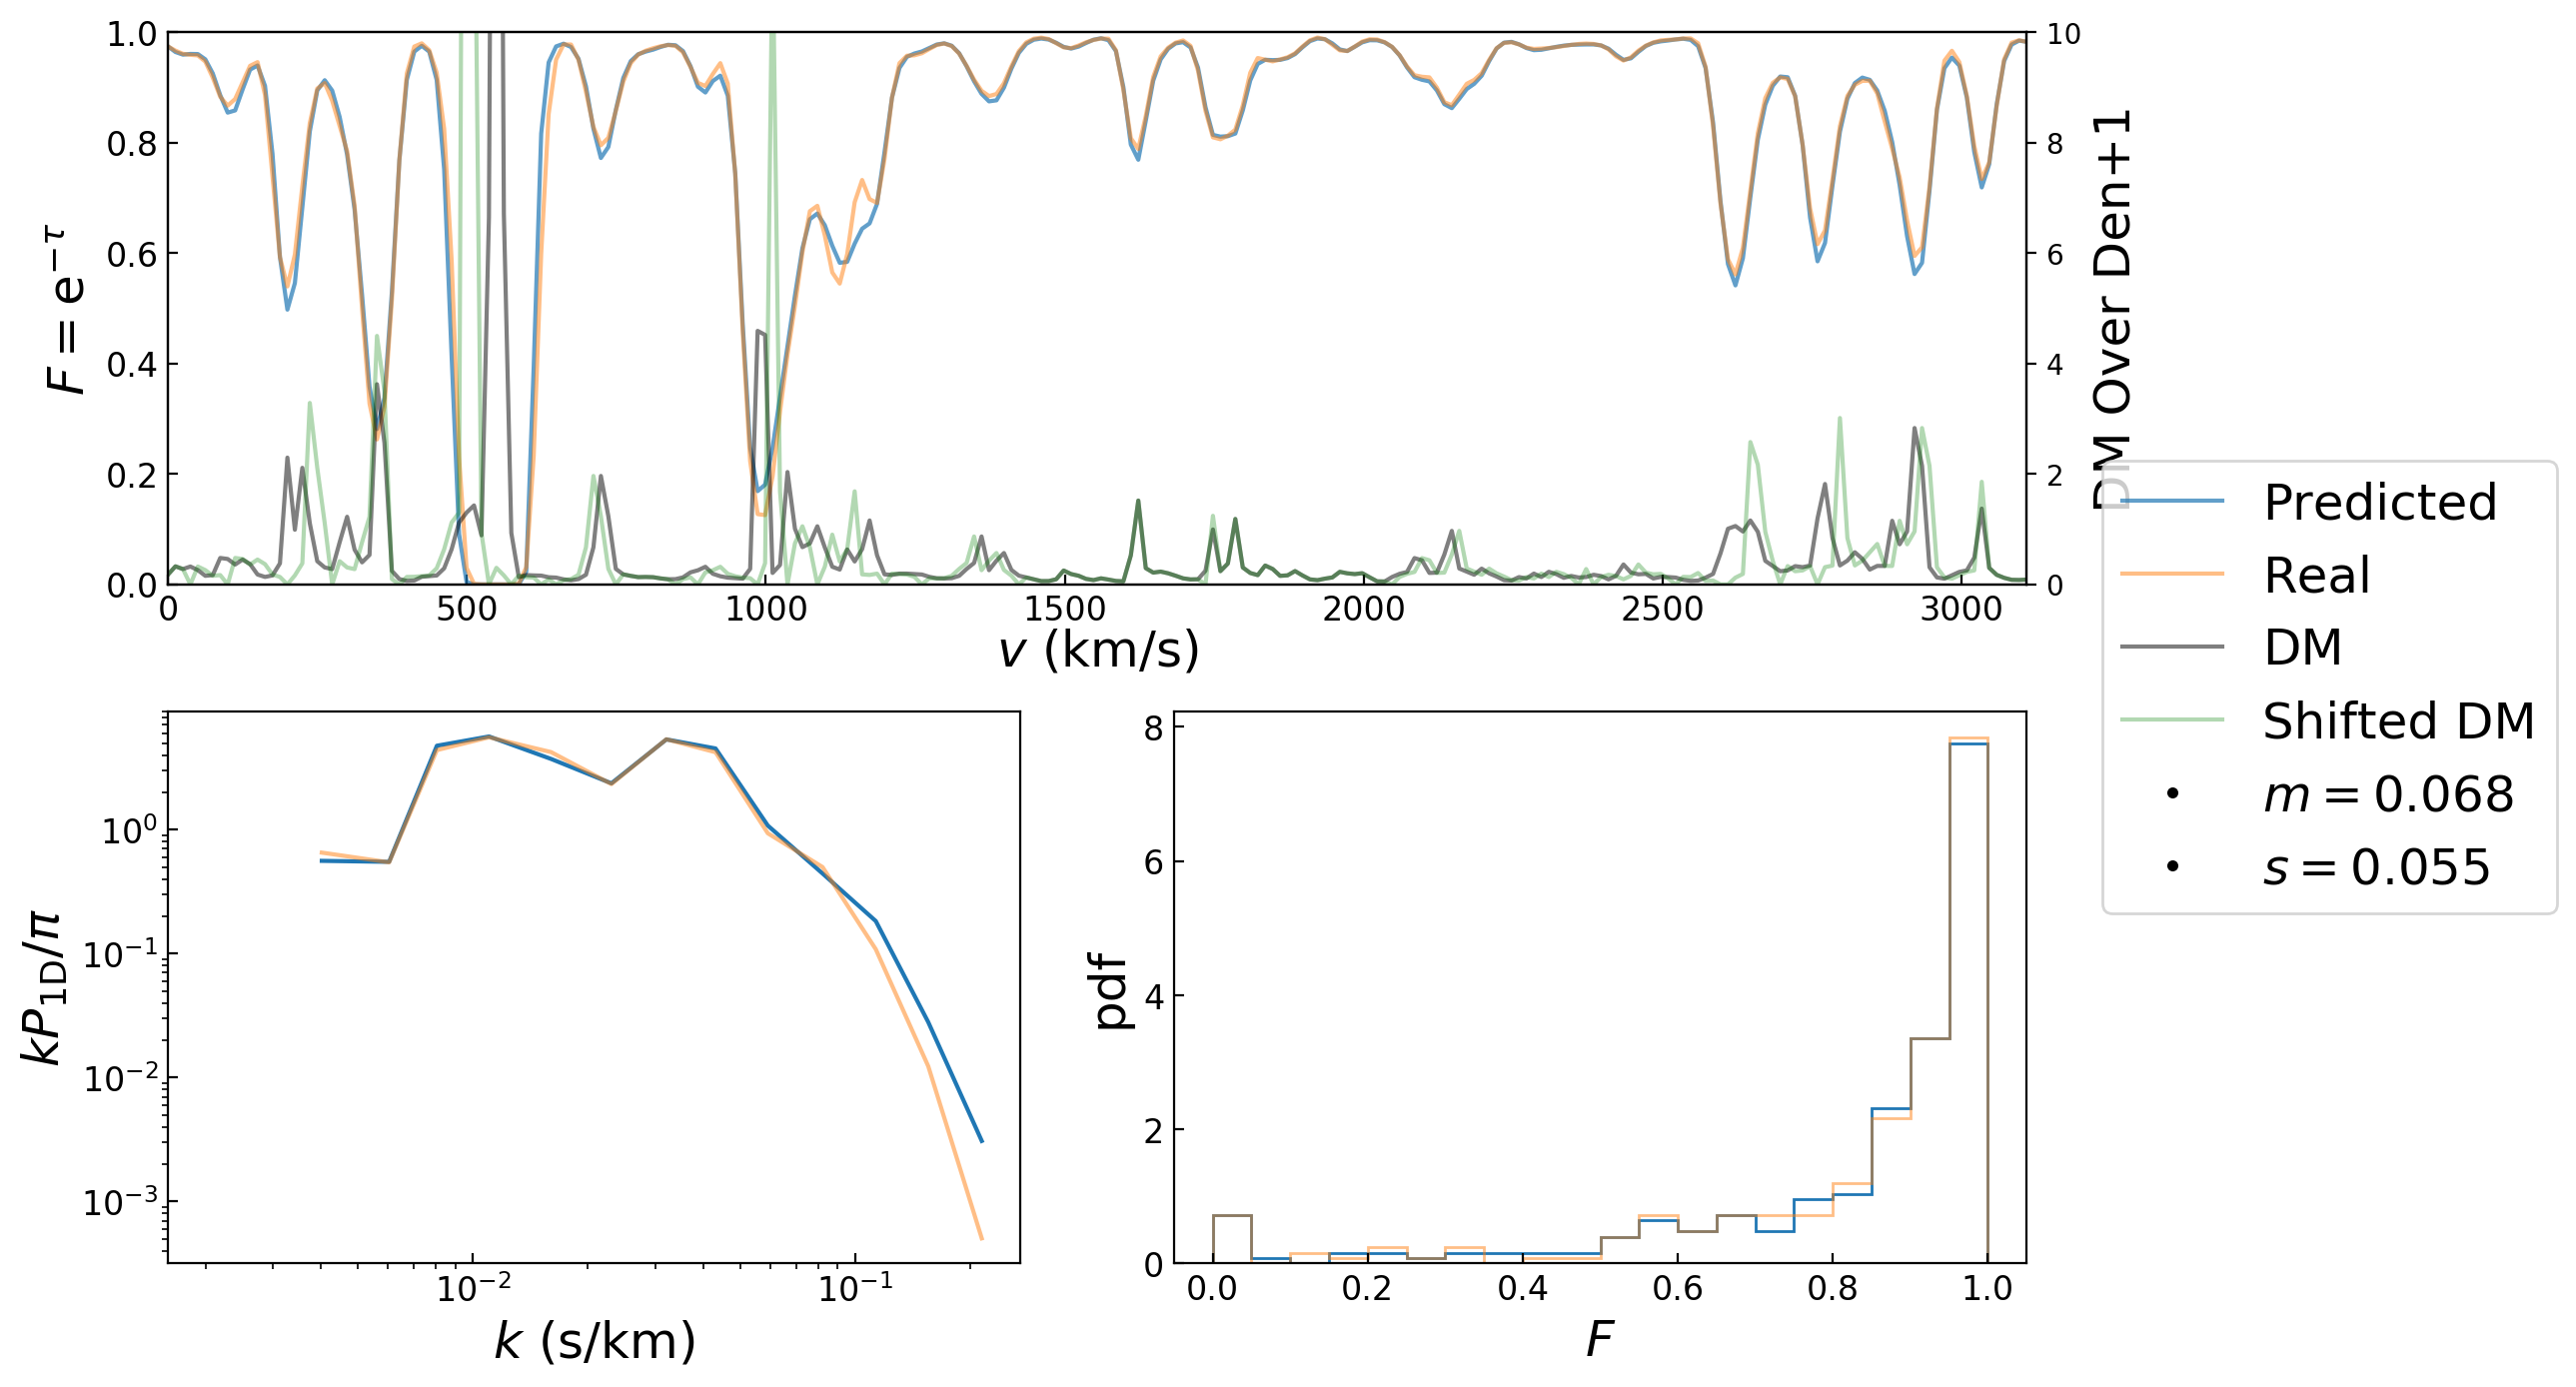 1.0
0.8
0.6
0.4
0.2
0.0
F = e^{-τ}
10
8
6
4
2
0
DM Over Den+1
0 500 1000 1500 2000 2500 3000
v (km/s)
Predicted
Real
DM
Shifted DM
m = 0.068
s = 0.055
10^0
10^{-1}
10^{-2}
10^{-3}
kP_{1D}/π
10^{-2} 10^{-1}
k (s/km)
8
6
4
2
0
pdf
0.0 0.2 0.4 0.6 0.8 1.0
F